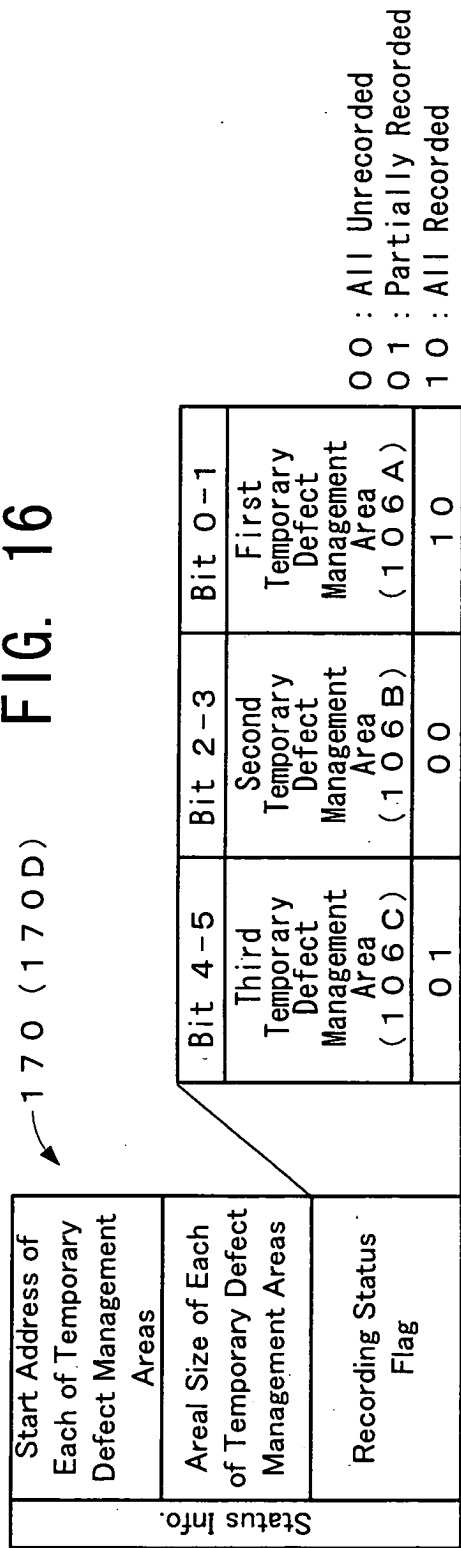 FIG. 16
170 (170D)
Status Info.
Start Address of
Each of Temporary
Defect Management
Areas
Areal Size of Each
of Temporary Defect
Management Areas
Recording Status
Flag
Bit 4-5
Bit 2-3
Bit 0-1
Third
Temporary
Defect
Management
Area
(106C)
Second
Temporary
Defect
Management
Area
(106B)
First
Temporary
Defect
Management
Area
(106A)
01
00
10
00 : All Unrecorded
01 : Partially Recorded
10 : All Recorded